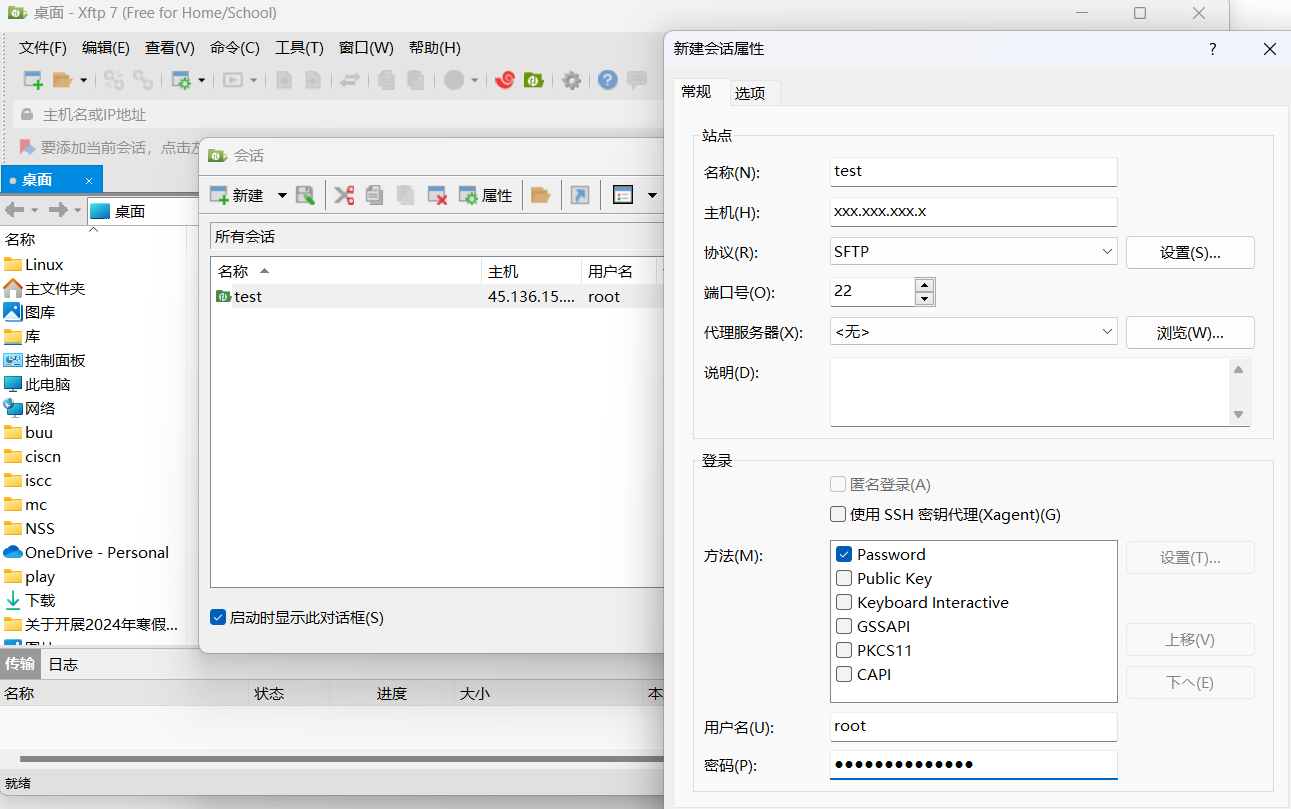 桌面 - Xftp 7 (Free for Home/School)
文件(F) 编辑(E) 查看(V) 命令(C) 工具(T) 窗口(W) 帮助(H)
主机名或IP地址
要添加当前会话，点击
桌面 ×
桌面
名称
Linux
主文件夹
图库
库
控制面板
此电脑
网络
buu
ciscn
iscc
mc
NSS
OneDrive - Personal
play
下载
关于开展2024年寒假...
传输 日志
名称 状态 进度 大小 本
就绪
会话
新建 属性
所有会话
名称 主机 用户名
test 45.136.15.... root
启动时显示此对话框(S)
新建会话属性 ?
常规 选项
站点
名称(N): test
主机(H): xxx.xxx.xxx.x
协议(R): SFTP 设置(S)...
端口号(O): 22
代理服务器(X): <无> 浏览(W)...
说明(D):
登录
匿名登录(A)
使用 SSH 密钥代理(Xagent)(G)
方法(M): Password 设置(T)...
Public Key
Keyboard Interactive
GSSAPI
PKCS11
CAPI
上移(V)
下へ(E)
用户名(U): root
密码(P): ●●●●●●●●●●●●●●